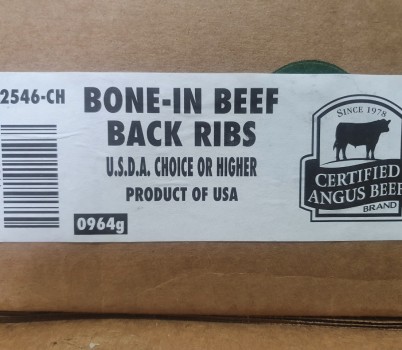 2546-CH
BONE-IN BEEF
BACK RIBS
U.S.D.A. CHOICE OR HIGHER
PRODUCT OF USA
0964g
SINCE 1978
CERTIFIED
ANGUS BEEF
BRAND